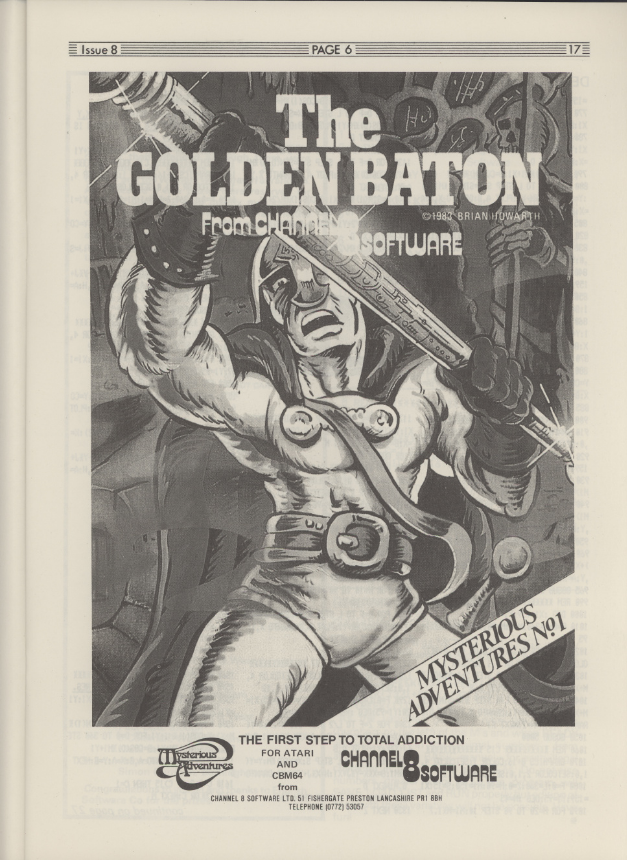 Issue 8 PAGE 6 17
The
GOLDEN BATON
©1983 BRIAN HOWARTH
From CHANNEL 8 SOFTWARE
MYSTERIOUS
ADVENTURES Nº1
THE FIRST STEP TO TOTAL ADDICTION
Mysterious
Adventures
FOR ATARI
AND
CBM64
from
CHANNEL 8 SOFTWARE
CHANNEL 8 SOFTWARE LTD. 51 FISHERGATE PRESTON LANCASHIRE PR1 8BH
TELEPHONE (0772) 53057